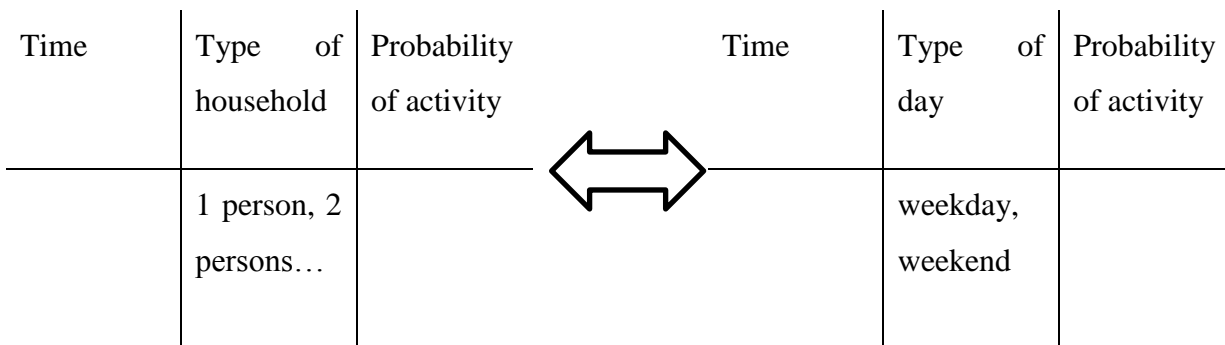 Time
Type of
household
Probability
of activity
1 person, 2
persons…
Time
Type of
day
Probability
of activity
weekday,
weekend